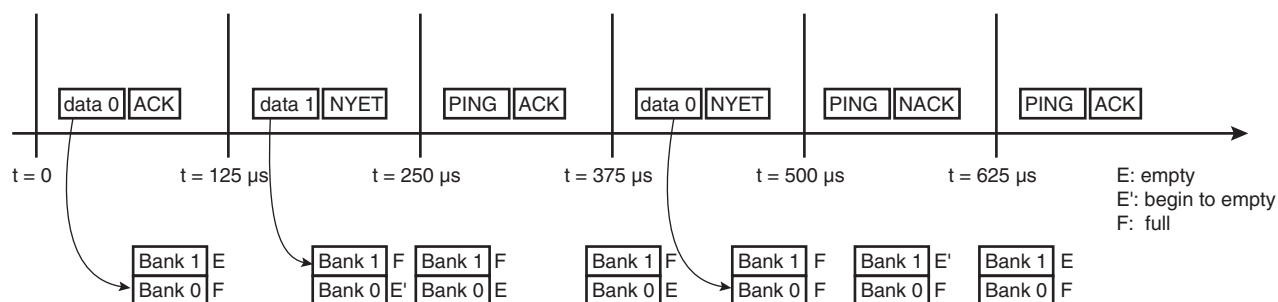 data 0 ACK data 1 NYET PING ACK data 0 NYET PING NACK PING ACK
t = 0 t = 125 μs t = 250 μs t = 375 μs t = 500 μs t = 625 μs
E: empty
E': begin to empty
F: full
Bank 1 E Bank 1 F Bank 1 F Bank 1 F Bank 1 F Bank 1 E' Bank 1 E
Bank 0 F Bank 0 E' Bank 0 E Bank 0 E Bank 0 F Bank 0 F Bank 0 F